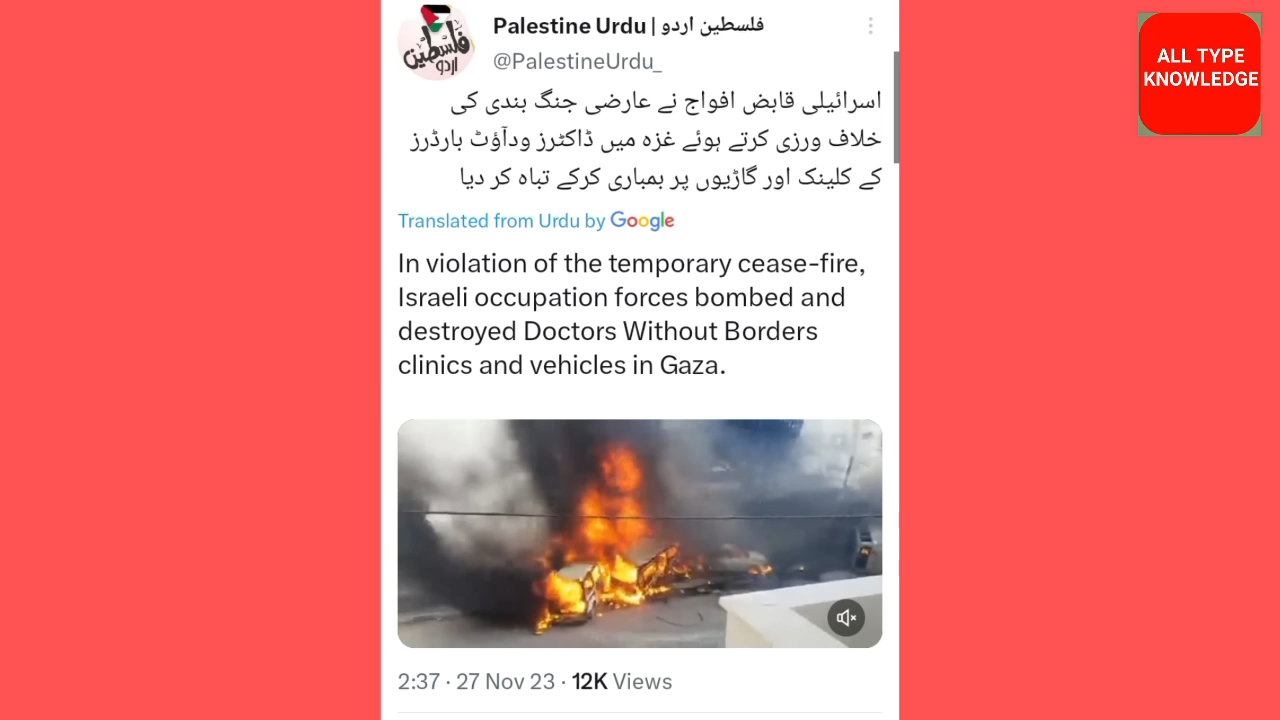 فلسطين
اردو
Palestine Urdu | فلسطین اردو
@PalestineUrdu_
ALL TYPE
KNOWLEDGE
اسرائیلی قابض افواج نے عارضی جنگ بندی کی
خلاف ورزی کرتے ہوئے غزہ میں ڈاکٹرز ودآؤٹ بارڈرز
کے کلینک اور گاڑیوں پر بمباری کرکے تباہ کر دیا
Translated from Urdu by Google
In violation of the temporary cease-fire,
Israeli occupation forces bombed and
destroyed Doctors Without Borders
clinics and vehicles in Gaza.
2:37 · 27 Nov 23 · 12K Views